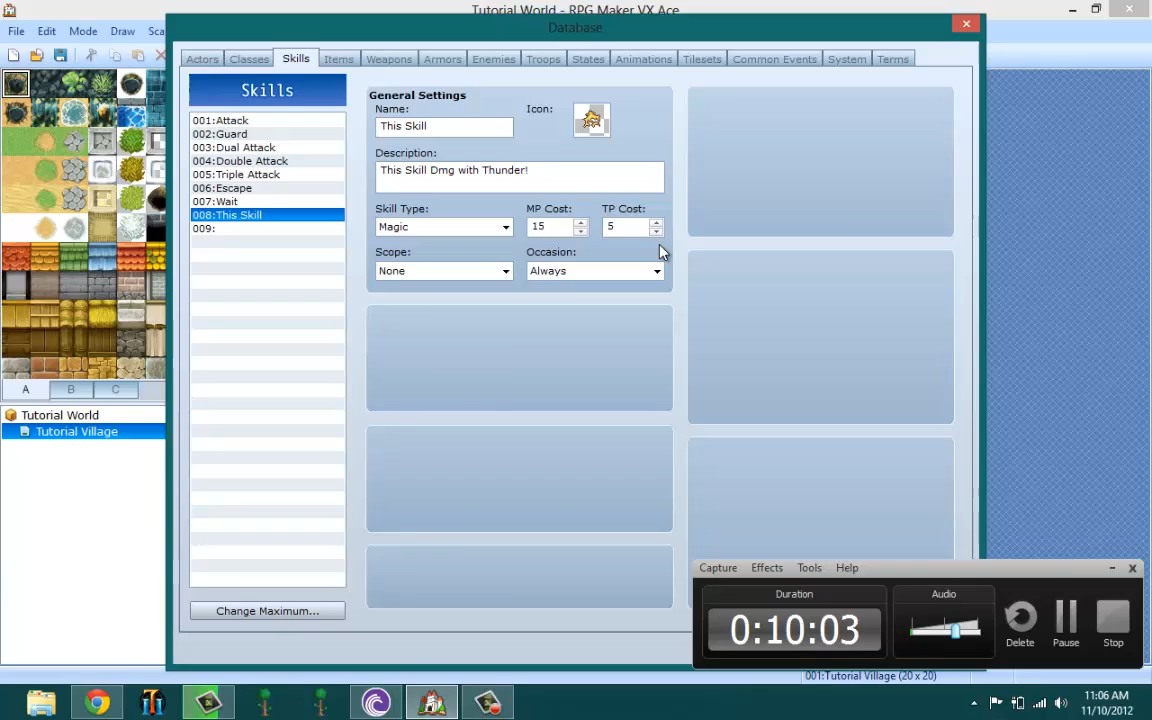 Tutorial World - RPG Maker VX Ace
File Edit Mode Draw Sca
Database
Actors Classes Skills Items Weapons Armors Enemies Troops States Animations Tilesets Common Events System Terms
Skills
001:Attack
002:Guard
003:Dual Attack
004:Double Attack
005:Triple Attack
006:Escape
007:Wait
008:This Skill
009:
Change Maximum...
General Settings
Name: Icon:
This Skill
Description:
This Skill Dmg with Thunder!
Skill Type: MP Cost: TP Cost:
Magic 15 5
Scope: Occasion:
None Always
A B C
Tutorial World
Tutorial Village
Capture Effects Tools Help
Duration Audio
0:10:03
Delete Pause Stop
001:Tutorial Village (20 x 20)
11:06 AM
11/10/2012